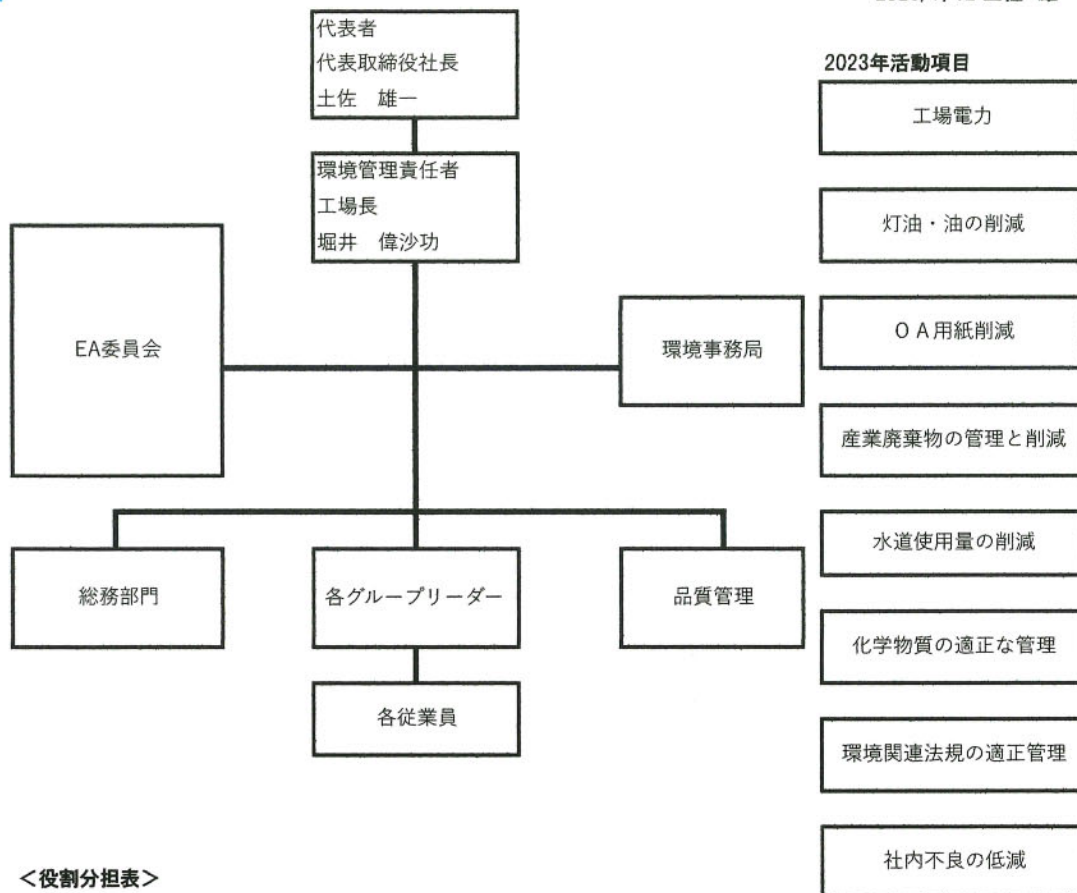 代表者
代表取締役社長
土佐　雄一
環境管理責任者
工場長
堀井　偉沙功
EA委員会
環境事務局
総務部門
各グループリーダー
品質管理
各従業員
2023年活動項目
工場電力
灯油・油の削減
ＯＡ用紙削減
産業廃棄物の管理と削減
水道使用量の削減
化学物質の適正な管理
環境関連法規の適正管理
社内不良の低減
＜役割分担表＞